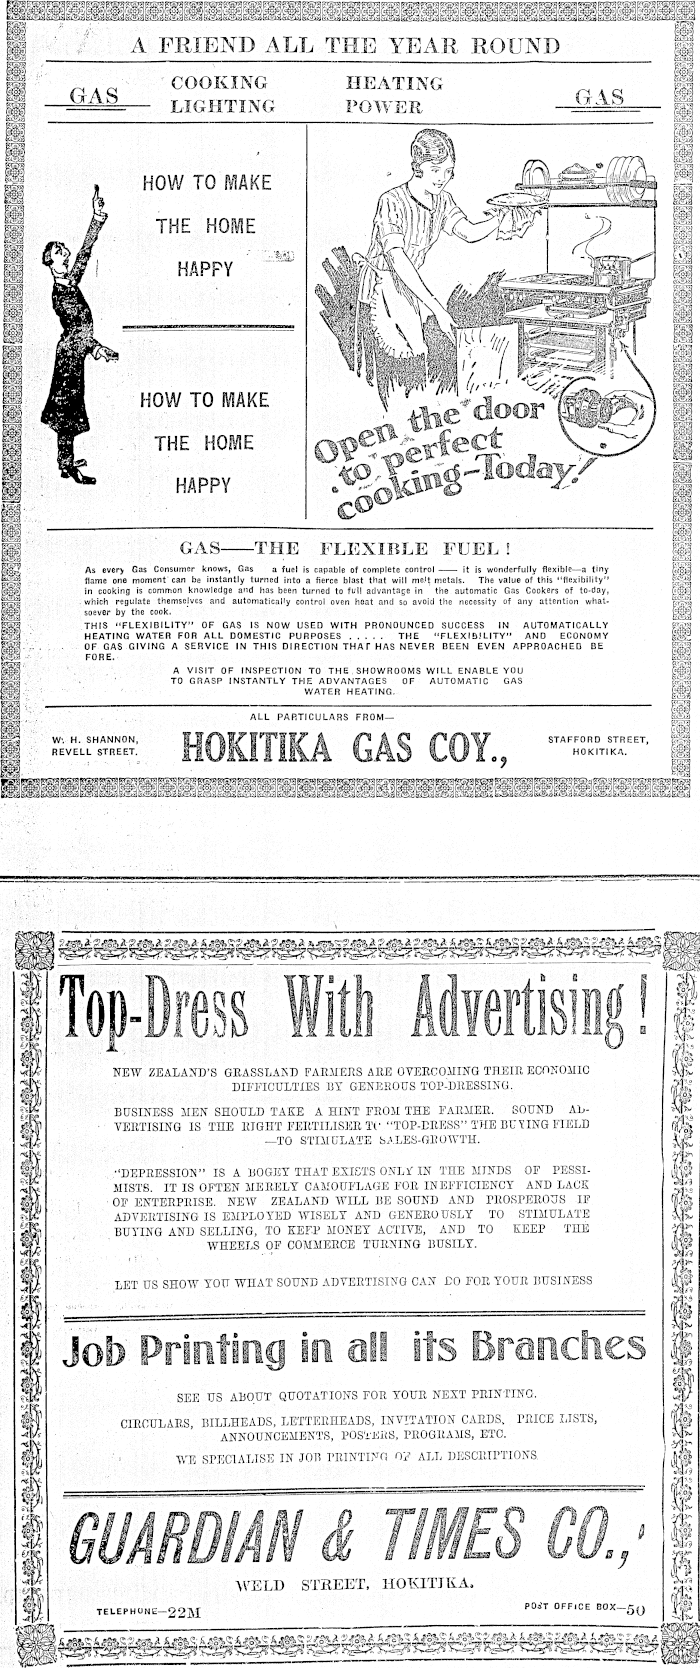 A FRIEND ALL THE YEAR ROUND
GAS
COOKING HEATING
LIGHTING POWER
GAS
HOW TO MAKE
THE HOME
HAPPY
HOW TO MAKE
THE HOME
HAPPY
Open the door
to perfect
cooking—Today!
GAS——THE FLEXIBLE FUEL!
As every Gas Consumer knows, Gas a fuel is capable of complete control —— it is wonderfully flexible—a tiny
flame one moment can be instantly turned into a fierce blast that will melt metals. The value of this "flexibility"
in cooking is common knowledge and has been turned to full advantage in the automatic Gas Cookers of to-day,
which regulate themselves and automatically control oven heat and so avoid the necessity of any attention what-
soever by the cook.
THIS "FLEXIBILITY" OF GAS IS NOW USED WITH PRONOUNCED SUCCESS IN AUTOMATICALLY
HEATING WATER FOR ALL DOMESTIC PURPOSES ..... THE "FLEXIBILITY" AND ECONOMY
OF GAS GIVING A SERVICE IN THIS DIRECTION THAT HAS NEVER BEEN EVEN APPROACHED BE
FORE.
A VISIT OF INSPECTION TO THE SHOWROOMS WILL ENABLE YOU
TO GRASP INSTANTLY THE ADVANTAGES OF AUTOMATIC GAS
WATER HEATING.
ALL PARTICULARS FROM—
W. H. SHANNON,
REVELL STREET.
HOKITIKA GAS COY.,
STAFFORD STREET,
HOKITIKA.
Top-Dress With Advertising!
NEW ZEALAND'S GRASSLAND FARMERS ARE OVERCOMING THEIR ECONOMIC
DIFFICULTIES BY GENEROUS TOP-DRESSING.
BUSINESS MEN SHOULD TAKE A HINT FROM THE FARMER. SOUND AD-
VERTISING IS THE RIGHT FERTILISER TO "TOP-DRESS" THE BUYING FIELD
—TO STIMULATE SALES-GROWTH.
"DEPRESSION" IS A BOGEY THAT EXISTS ONLY IN THE MINDS OF PESSI-
MISTS. IT IS OFTEN MERELY CAMOUFLAGE FOR INEFFICIENCY AND LACK
OF ENTERPRISE. NEW ZEALAND WILL BE SOUND AND PROSPEROUS IF
ADVERTISING IS EMPLOYED WISELY AND GENEROUSLY TO STIMULATE
BUYING AND SELLING, TO KEEP MONEY ACTIVE, AND TO KEEP THE
WHEELS OF COMMERCE TURNING BUSILY.
LET US SHOW YOU WHAT SOUND ADVERTISING CAN DO FOR YOUR BUSINESS
Job Printing in all its Branches
SEE US ABOUT QUOTATIONS FOR YOUR NEXT PRINTING.
CIRCULARS, BILLHEADS, LETTERHEADS, INVITATION CARDS, PRICE LISTS,
ANNOUNCEMENTS, POSTERS, PROGRAMS, ETC.
WE SPECIALISE IN JOB PRINTING OF ALL DESCRIPTIONS
GUARDIAN & TIMES CO.,
WELD STREET, HOKITIKA.
TELEPHONE—22M
POST OFFICE BOX—50